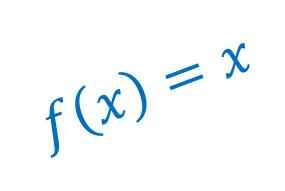 f(x) = x